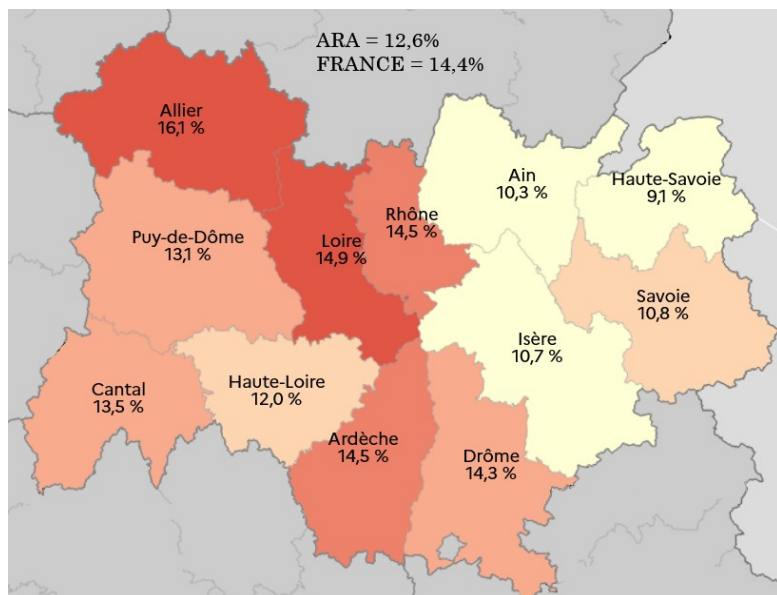 ARA = 12,6%
FRANCE = 14,4%
Allier
16,1 %
Ain
10,3 %
Haute-Savoie
9,1 %
Rhône
14,5 %
Puy-de-Dôme
13,1 %
Loire
14,9 %
Savoie
10,8 %
Isère
10,7 %
Haute-Loire
12,0 %
Cantal
13,5 %
Ardèche
14,5 %
Drôme
14,3 %